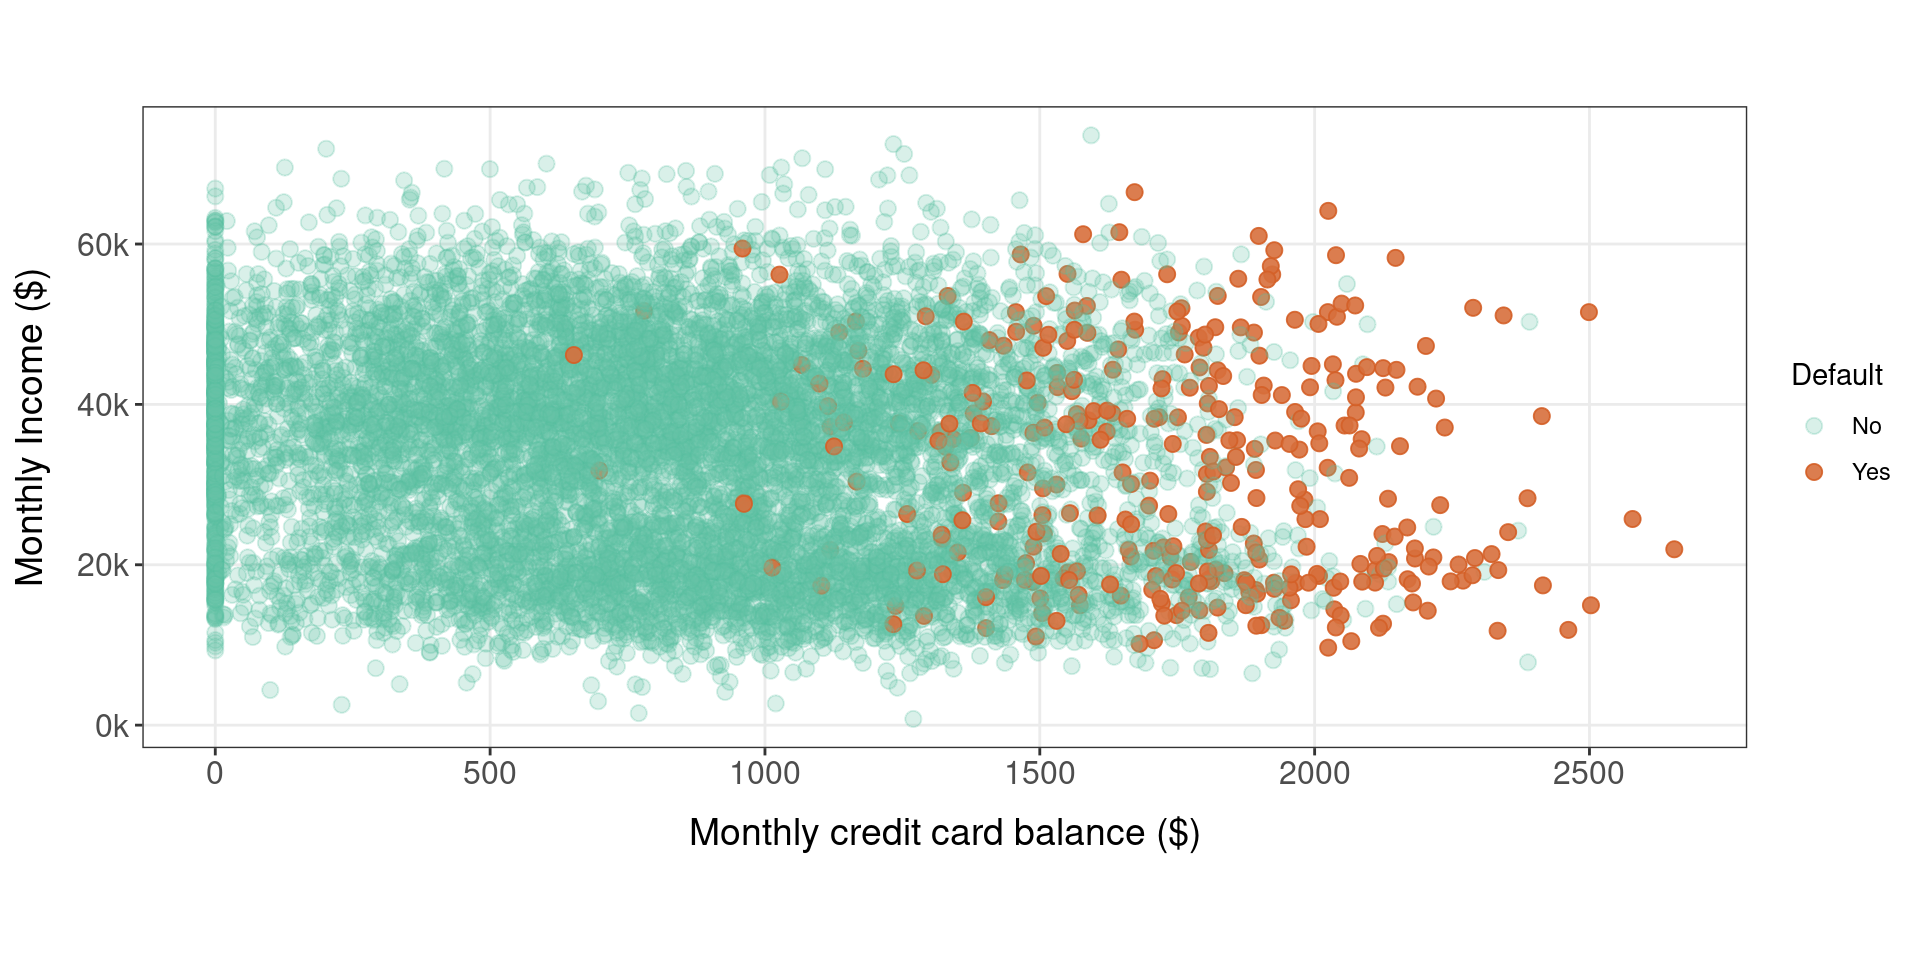 60k
40k
20k
0k
0
500
1000
1500
2000
2500
Monthly Income ($)
Monthly credit card balance ($)
Default
No
Yes